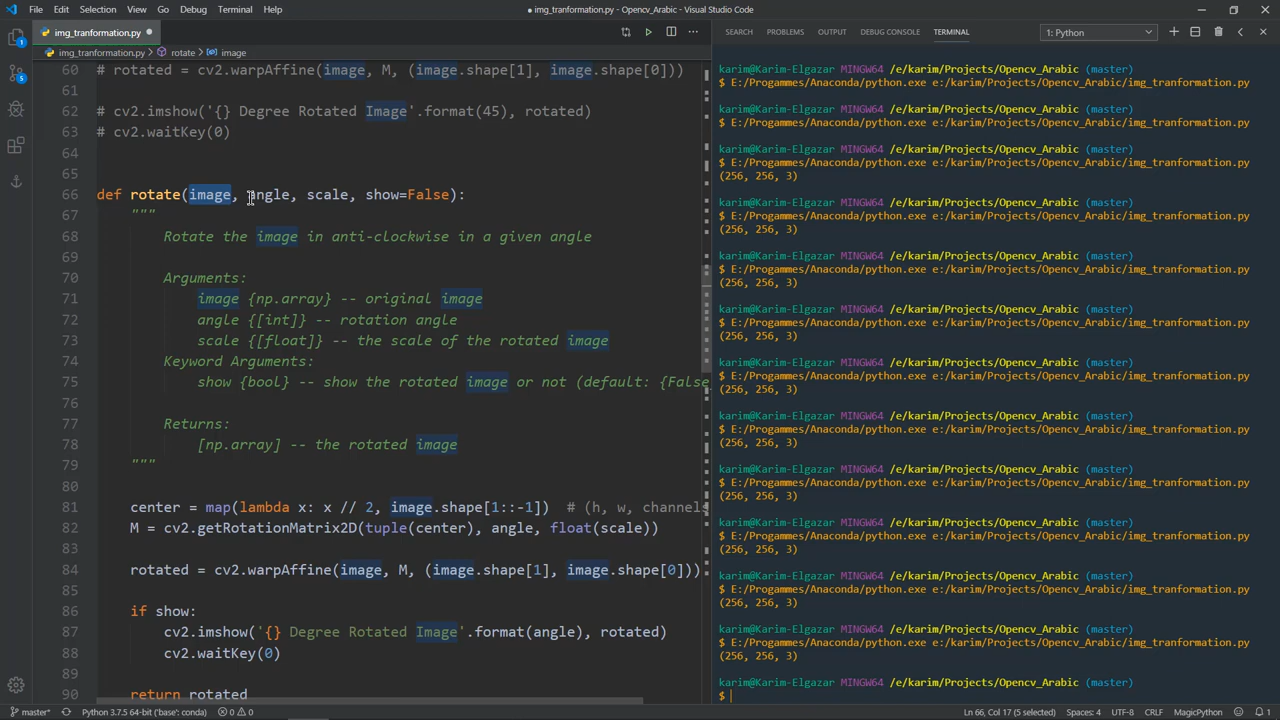 File Edit Selection View Go Debug Terminal Help
● img_tranformation.py - Opencv_Arabic - Visual Studio Code
img_tranformation.py ●
img_tranformation.py > rotate > image
60 # rotated = cv2.warpAffine(image, M, (image.shape[1], image.shape[0]))
61
62 # cv2.imshow('{} Degree Rotated Image'.format(45), rotated)
63 # cv2.waitKey(0)
64
65
66 def rotate(image, angle, scale, show=False):
67 """
68 Rotate the image in anti-clockwise in a given angle
69
70 Arguments:
71 image {np.array} -- original image
72 angle {[int]} -- rotation angle
73 scale {[float]} -- the scale of the rotated image
74 Keyword Arguments:
75 show {bool} -- show the rotated image or not (default: {False
76
77 Returns:
78 [np.array] -- the rotated image
79 """
80
81 center = map(lambda x: x // 2, image.shape[1::-1]) # (h, w, channels
82 M = cv2.getRotationMatrix2D(tuple(center), angle, float(scale))
83
84 rotated = cv2.warpAffine(image, M, (image.shape[1], image.shape[0]))
85
86 if show:
87 cv2.imshow('{} Degree Rotated Image'.format(angle), rotated)
88 cv2.waitKey(0)
89
90 return rotated
SEARCH PROBLEMS OUTPUT DEBUG CONSOLE TERMINAL 1: Python
karim@Karim-Elgazar MINGW64 /e/karim/Projects/Opencv_Arabic (master)
$ E:/Progammes/Anaconda/python.exe e:/karim/Projects/Opencv_Arabic/img_tranformation.py
karim@Karim-Elgazar MINGW64 /e/karim/Projects/Opencv_Arabic (master)
$ E:/Progammes/Anaconda/python.exe e:/karim/Projects/Opencv_Arabic/img_tranformation.py
karim@Karim-Elgazar MINGW64 /e/karim/Projects/Opencv_Arabic (master)
$ E:/Progammes/Anaconda/python.exe e:/karim/Projects/Opencv_Arabic/img_tranformation.py
(256, 256, 3)
karim@Karim-Elgazar MINGW64 /e/karim/Projects/Opencv_Arabic (master)
$ E:/Progammes/Anaconda/python.exe e:/karim/Projects/Opencv_Arabic/img_tranformation.py
(256, 256, 3)
karim@Karim-Elgazar MINGW64 /e/karim/Projects/Opencv_Arabic (master)
$ E:/Progammes/Anaconda/python.exe e:/karim/Projects/Opencv_Arabic/img_tranformation.py
(256, 256, 3)
karim@Karim-Elgazar MINGW64 /e/karim/Projects/Opencv_Arabic (master)
$ E:/Progammes/Anaconda/python.exe e:/karim/Projects/Opencv_Arabic/img_tranformation.py
(256, 256, 3)
karim@Karim-Elgazar MINGW64 /e/karim/Projects/Opencv_Arabic (master)
$ E:/Progammes/Anaconda/python.exe e:/karim/Projects/Opencv_Arabic/img_tranformation.py
(256, 256, 3)
karim@Karim-Elgazar MINGW64 /e/karim/Projects/Opencv_Arabic (master)
$ E:/Progammes/Anaconda/python.exe e:/karim/Projects/Opencv_Arabic/img_tranformation.py
(256, 256, 3)
karim@Karim-Elgazar MINGW64 /e/karim/Projects/Opencv_Arabic (master)
$ E:/Progammes/Anaconda/python.exe e:/karim/Projects/Opencv_Arabic/img_tranformation.py
(256, 256, 3)
karim@Karim-Elgazar MINGW64 /e/karim/Projects/Opencv_Arabic (master)
$ E:/Progammes/Anaconda/python.exe e:/karim/Projects/Opencv_Arabic/img_tranformation.py
(256, 256, 3)
karim@Karim-Elgazar MINGW64 /e/karim/Projects/Opencv_Arabic (master)
$ E:/Progammes/Anaconda/python.exe e:/karim/Projects/Opencv_Arabic/img_tranformation.py
(256, 256, 3)
karim@Karim-Elgazar MINGW64 /e/karim/Projects/Opencv_Arabic (master)
$ E:/Progammes/Anaconda/python.exe e:/karim/Projects/Opencv_Arabic/img_tranformation.py
(256, 256, 3)
karim@Karim-Elgazar MINGW64 /e/karim/Projects/Opencv_Arabic (master)
$
master* Python 3.7.5 64-bit ('base': conda) 0 0 Ln 66, Col 17 (5 selected) Spaces: 4 UTF-8 CRLF MagicPython 1